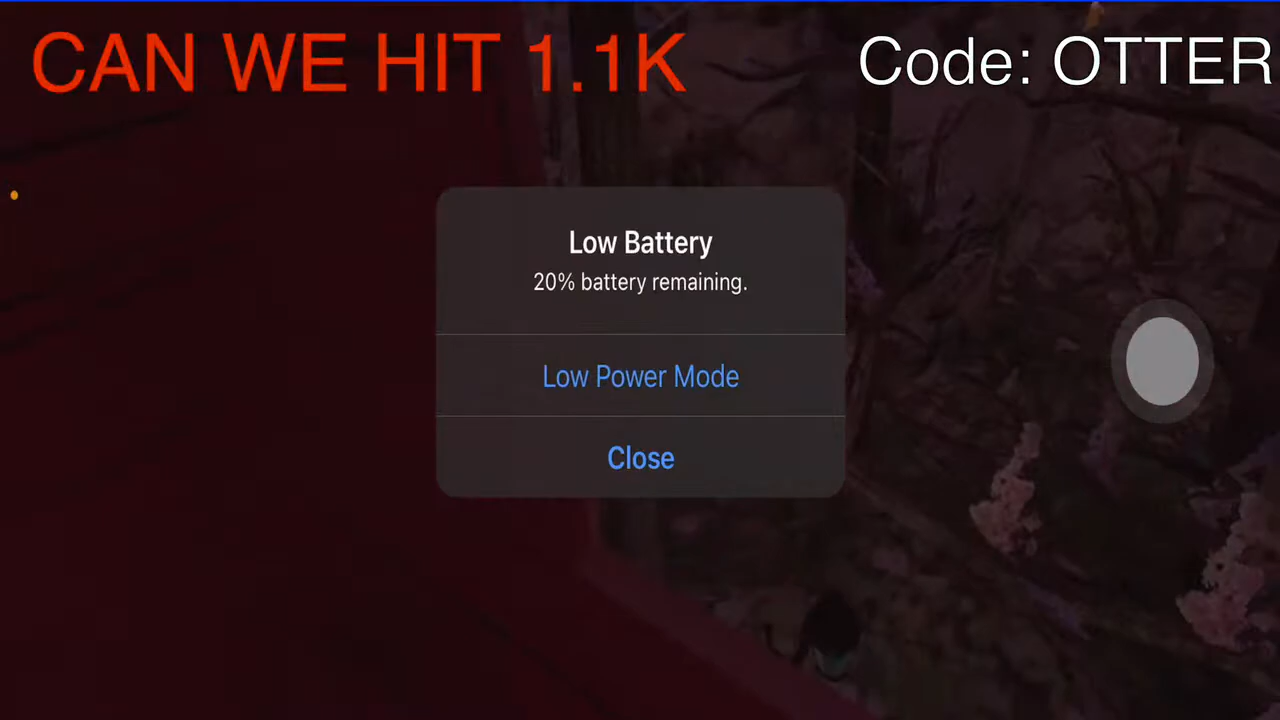 CAN WE HIT 1.1K
Code: OTTER
Low Battery
20% battery remaining.
Low Power Mode
Close